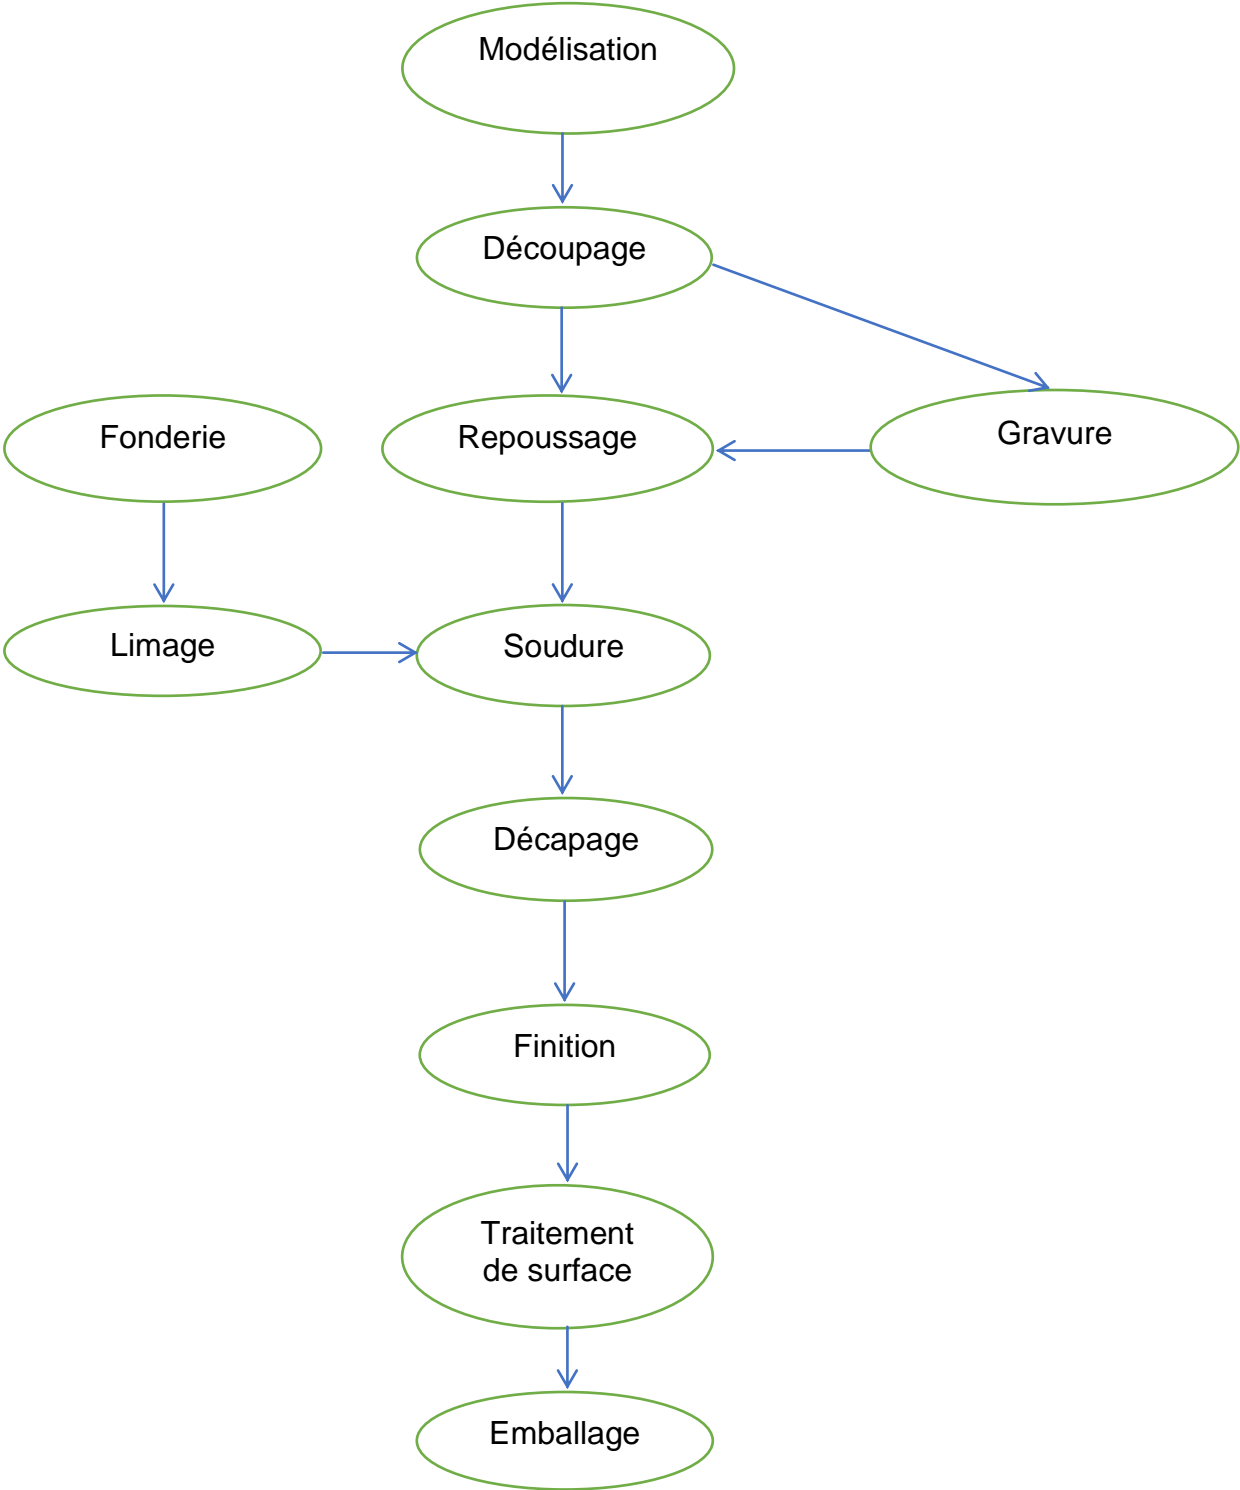 Modélisation
Découpage
Fonderie
Repoussage
Gravure
Limage
Soudure
Décapage
Finition
Traitement
de surface
Emballage